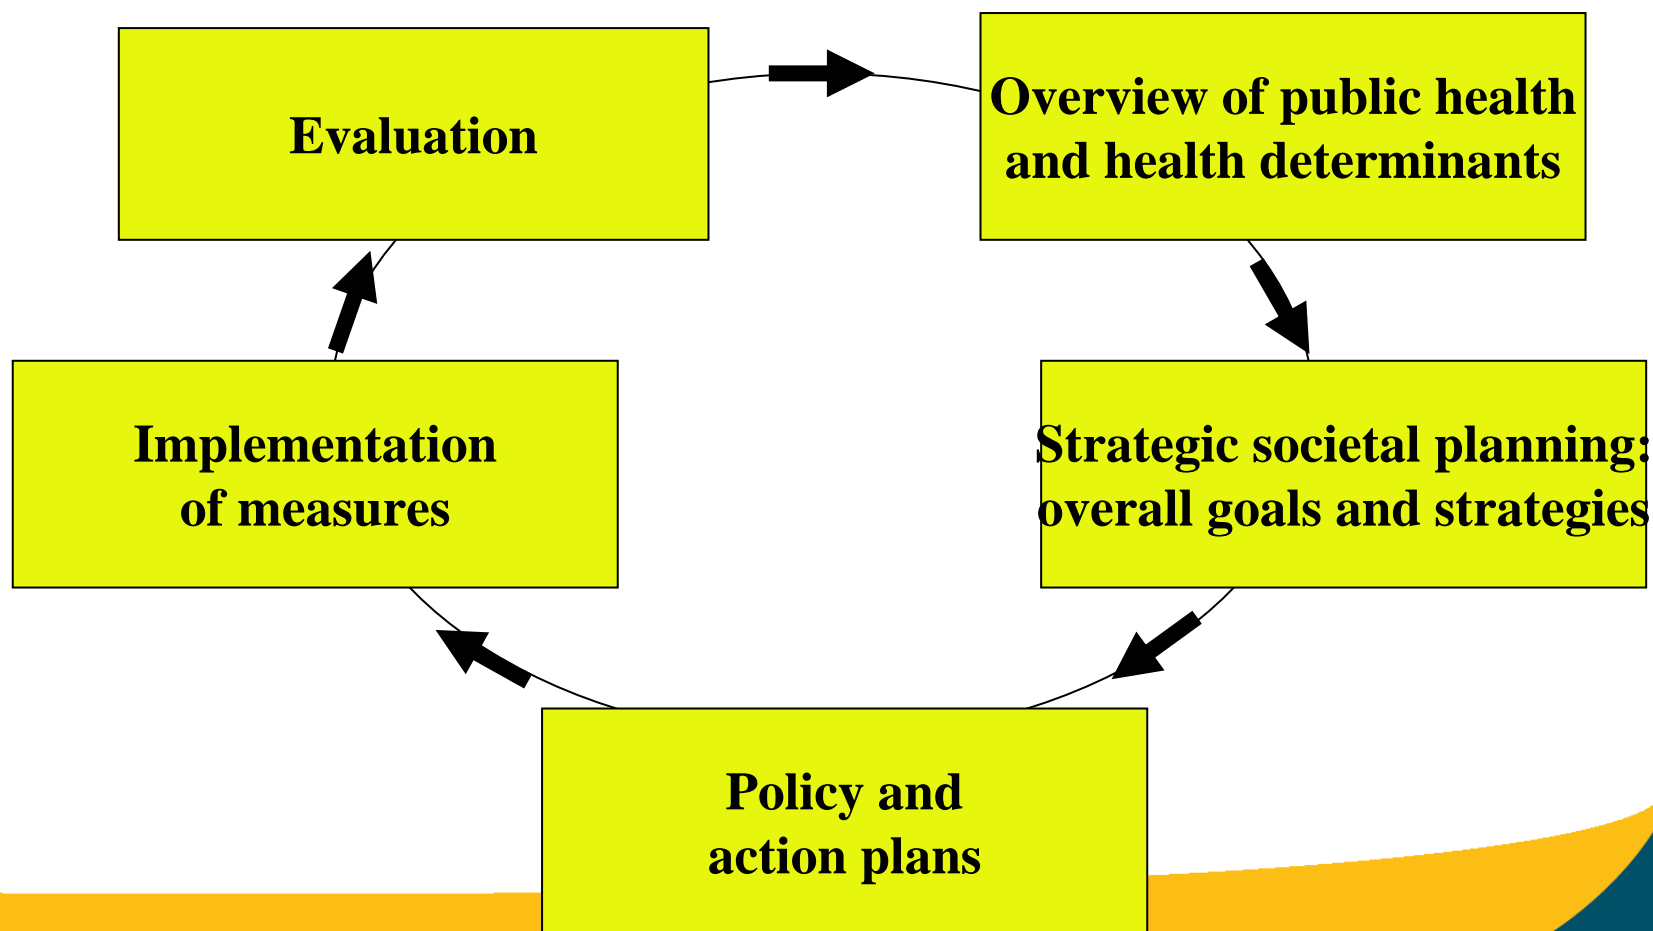 Evaluation
Overview of public health
and health determinants
Implementation
of measures
Strategic societal planning:
overall goals and strategies
Policy and
action plans